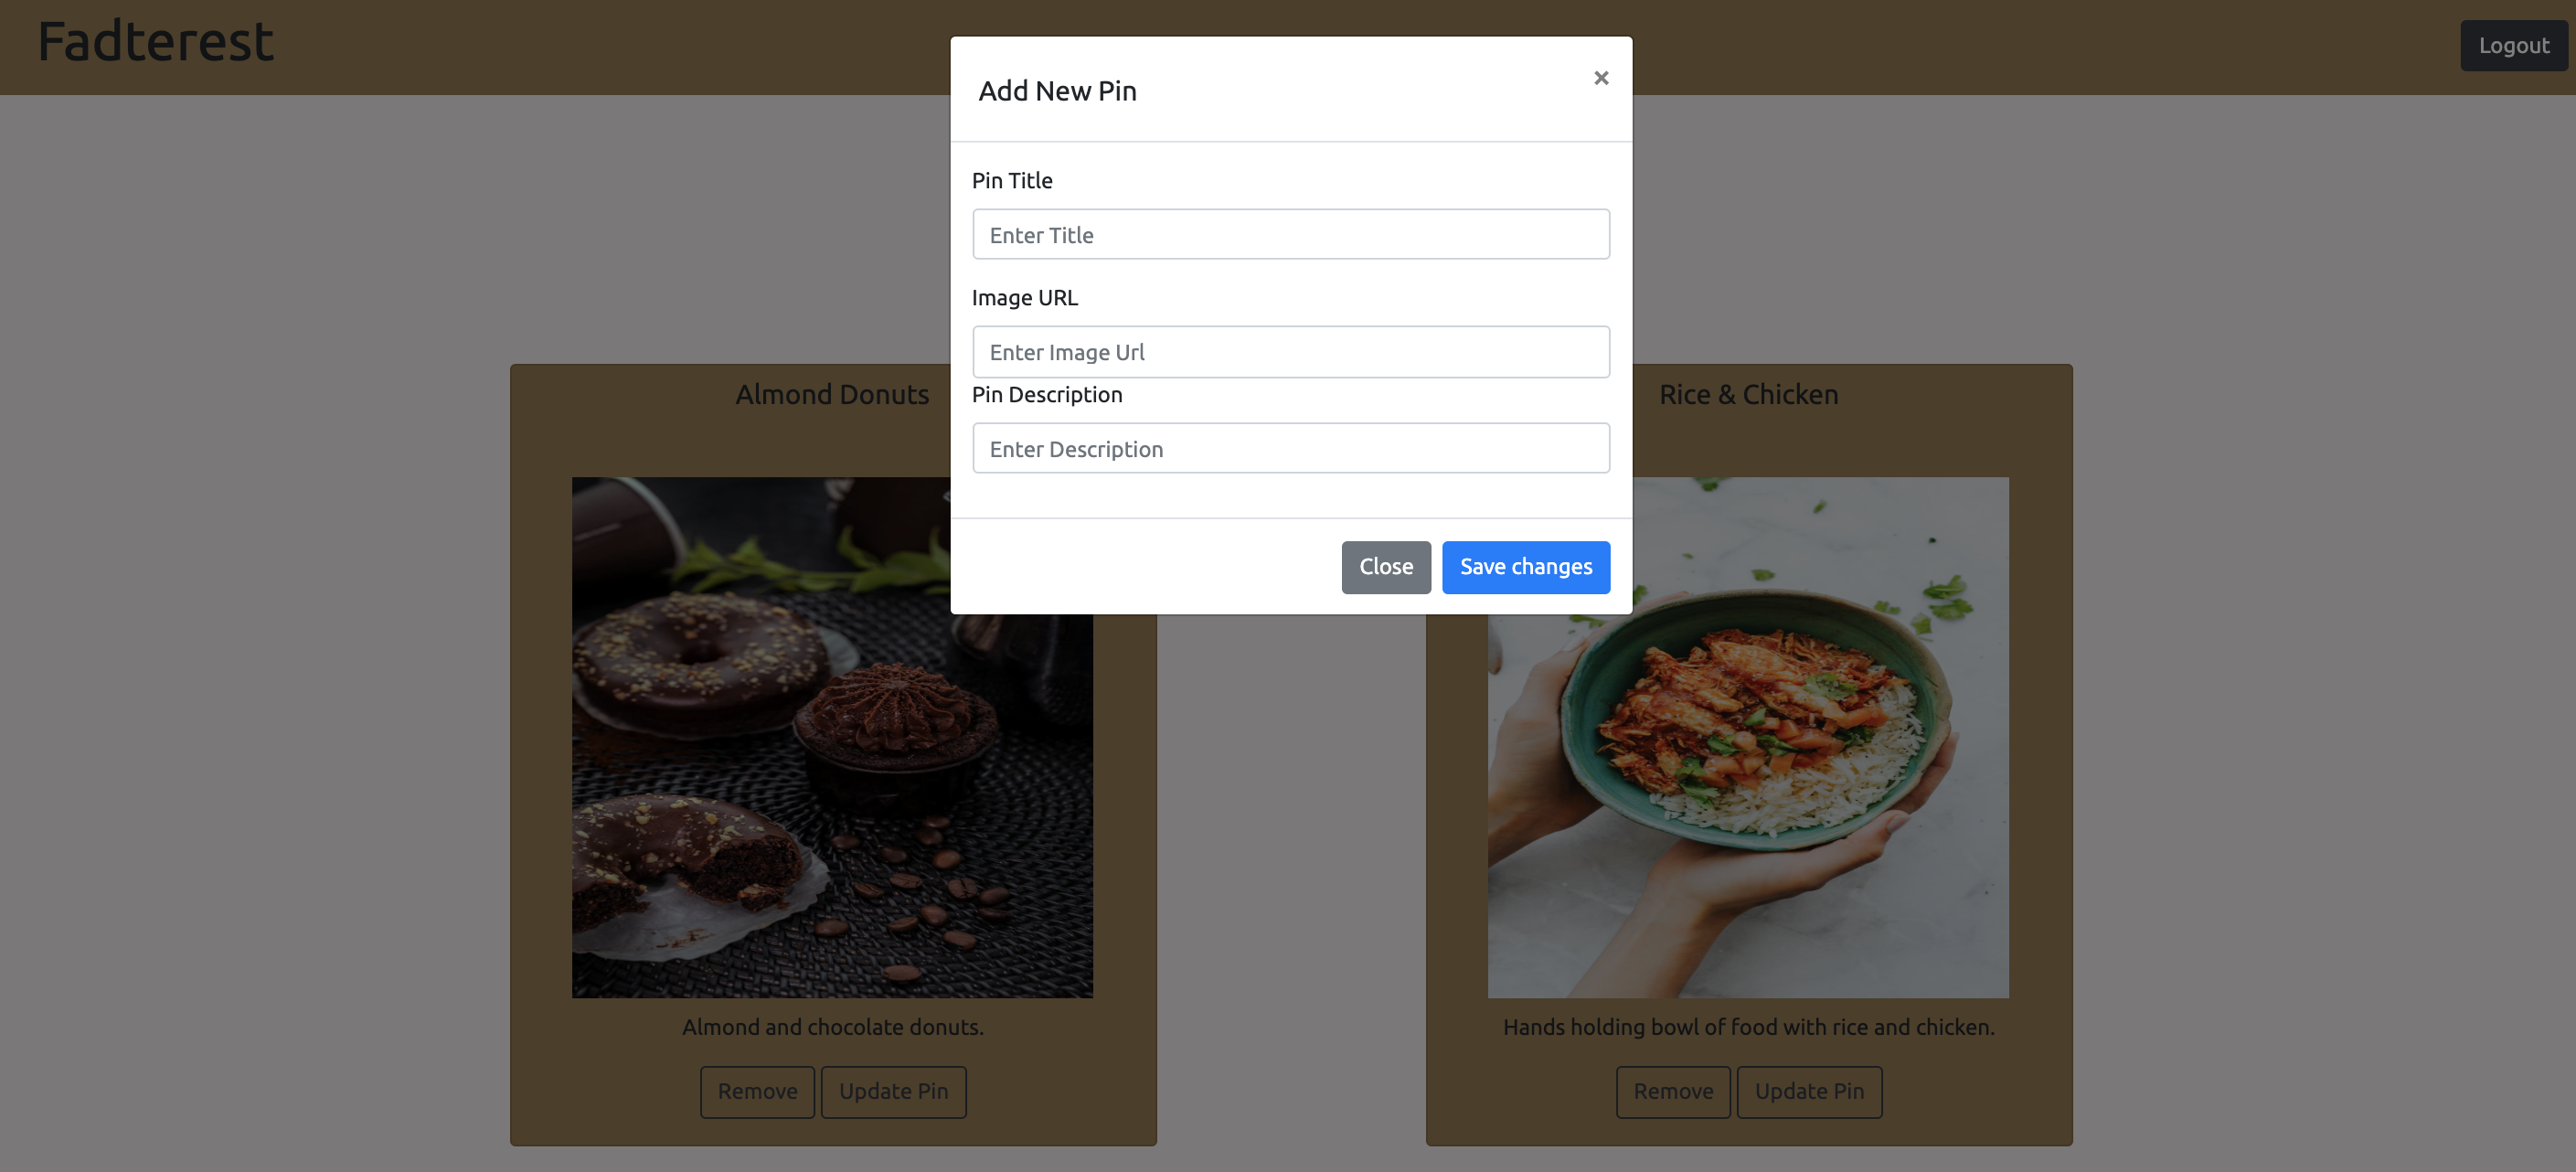 Fadterest
Logout
Add New Pin
×
Pin Title
Enter Title
Image URL
Enter Image Url
Pin Description
Enter Description
Close
Save changes
Almond Donuts
Almond and chocolate donuts.
Remove
Update Pin
Rice & Chicken
Hands holding bowl of food with rice and chicken.
Remove
Update Pin